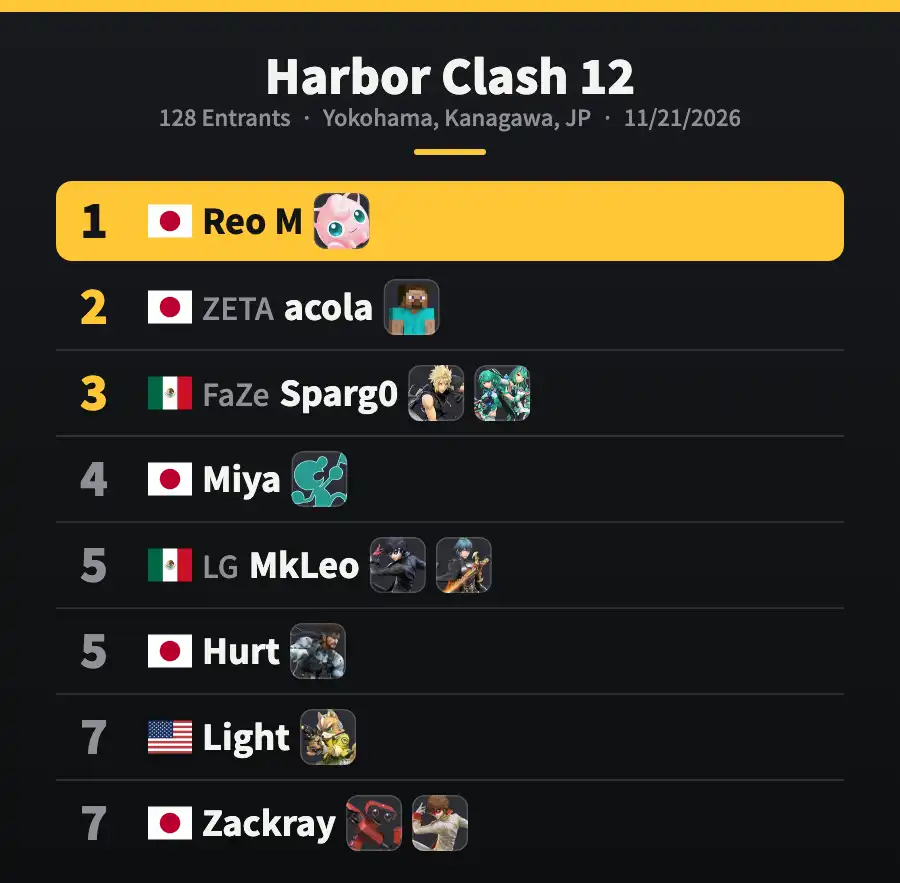 Harbor Clash 12
128 Entrants · Yokohama, Kanagawa, JP · 11/21/2026
1 Reo M
2 ZETA acola
3 FaZe Sparg0
4 Miya
5 LG MkLeo
5 Hurt
7 Light
7 Zackray